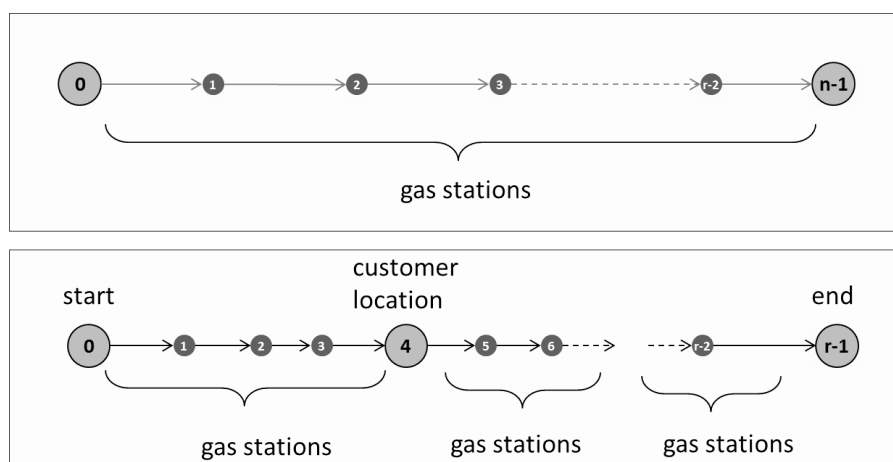 0 1 2 3 r-2 n-1
gas stations
customer
location
start end
0 1 2 3 4 5 6 r-2 r-1
gas stations gas stations gas stations